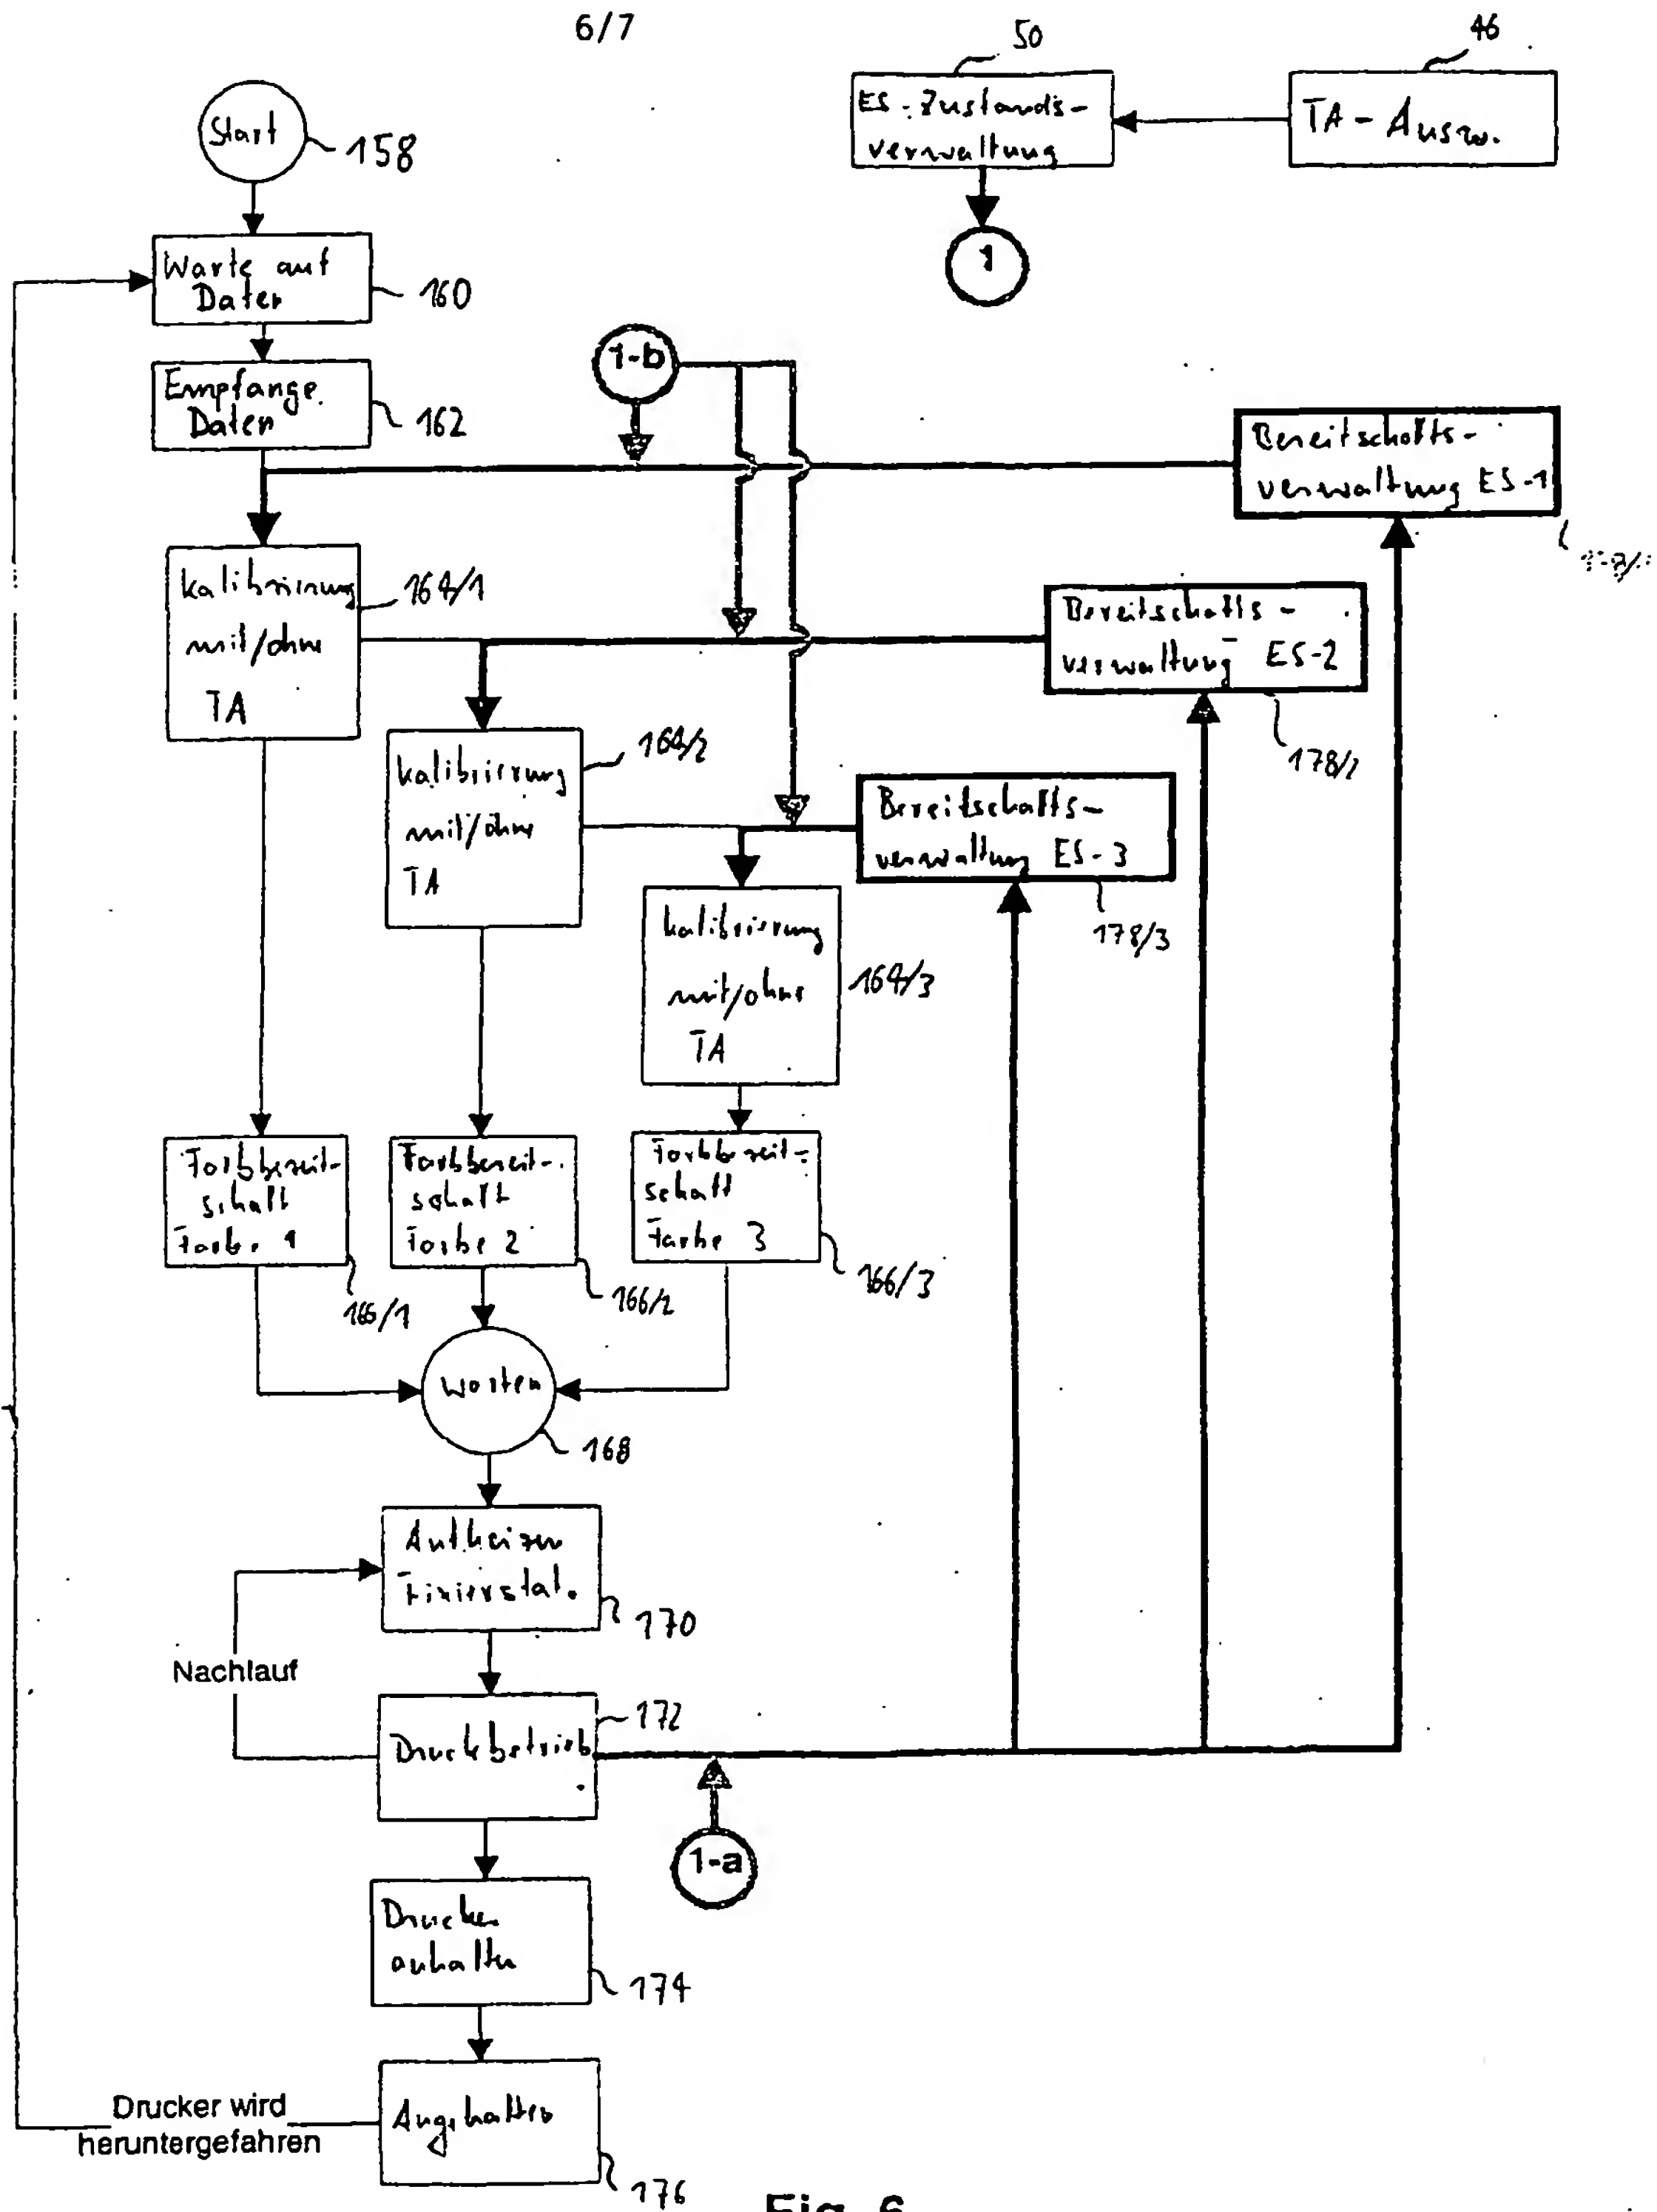 6/7
50
46
Start
158
ES-Zustands-
verwaltung
TA - Ausw.
1
Warte auf
Daten
160
1-b
Empfange
Daten
162
Bereitschafts-
verwaltung ES-1
Kalibrierung
mit/ohne
TA
164/1
Bereitschafts-
verwaltung ES-2
178/2
Kalibrierung
mit/ohne
TA
164/2
Bereitschafts-
verwaltung ES-3
178/3
Kalibrierung
mit/ohne
TA
164/3
Farbbereit-
schaft
Farbe 1
166/1
Farbbereit-
schaft
Farbe 2
166/2
Farbbereit-
schaft
Farbe 3
166/3
Warten
168
Aufheizen
Fixierstat.
170
Nachlauf
Druckbetrieb
172
1-a
Drucker
anhalten
174
Angehalten
176
Drucker wird
heruntergefahren
Fig. 6